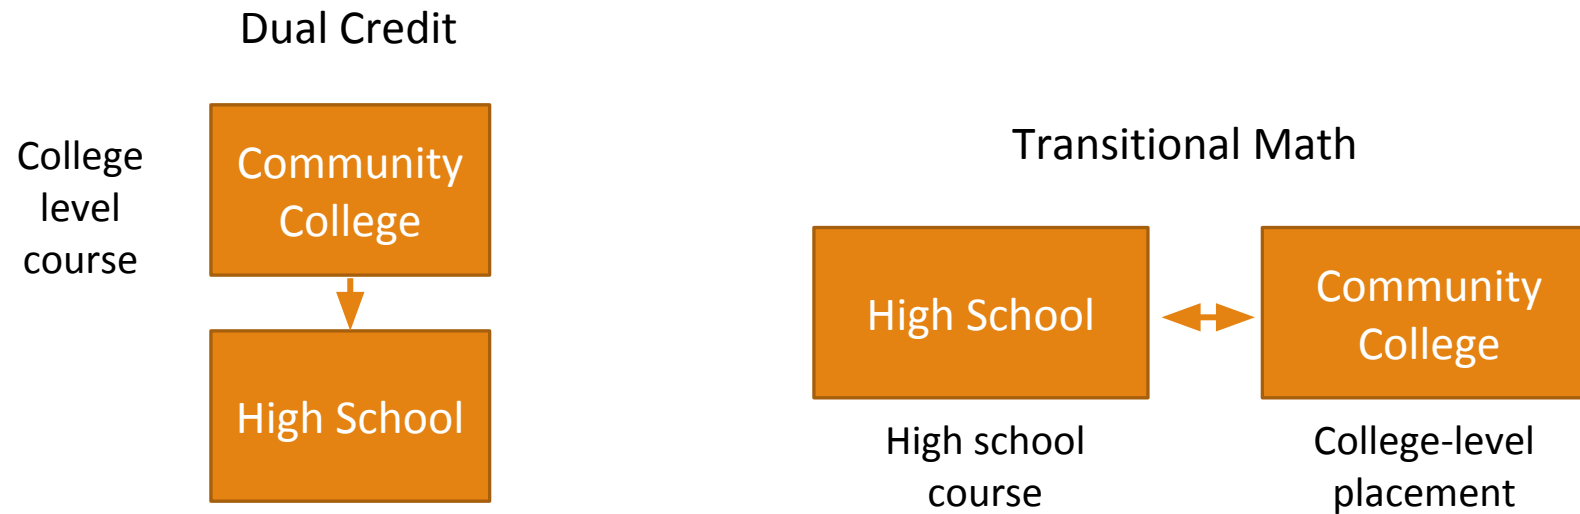 Dual Credit
College
level
course
Community
College
High School
Transitional Math
High School
Community
College
High school
course
College-level
placement